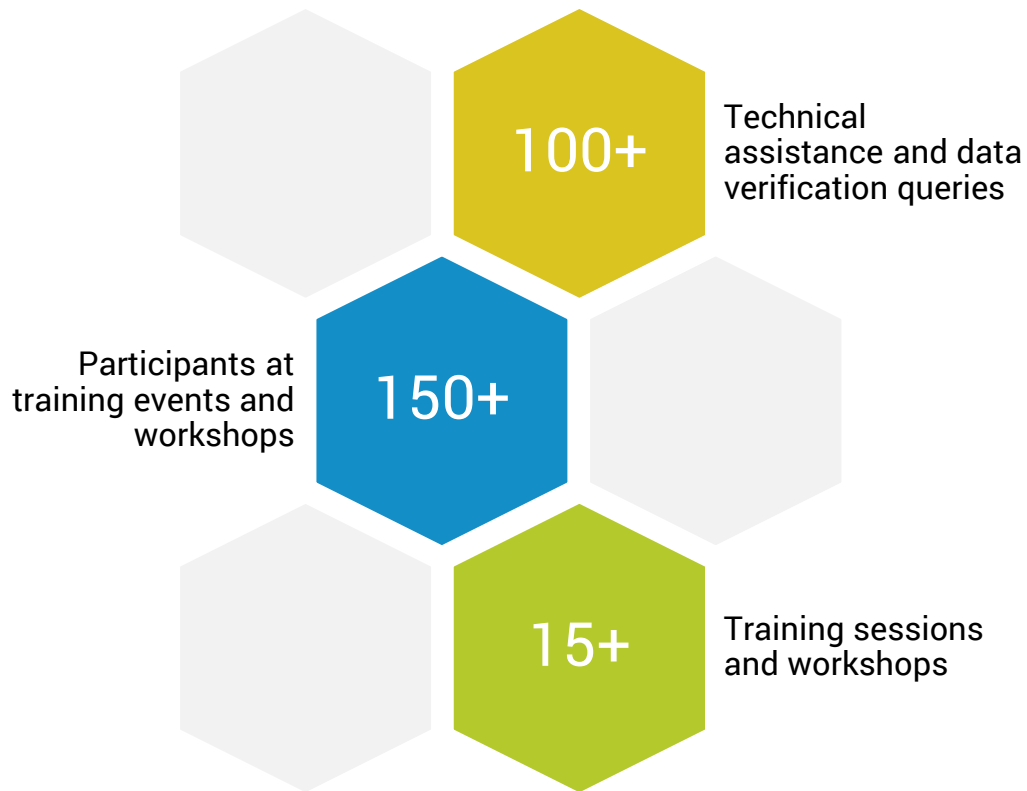 100+
Technical
assistance and data
verification queries
Participants at
training events and
workshops
150+
15+
Training sessions
and workshops